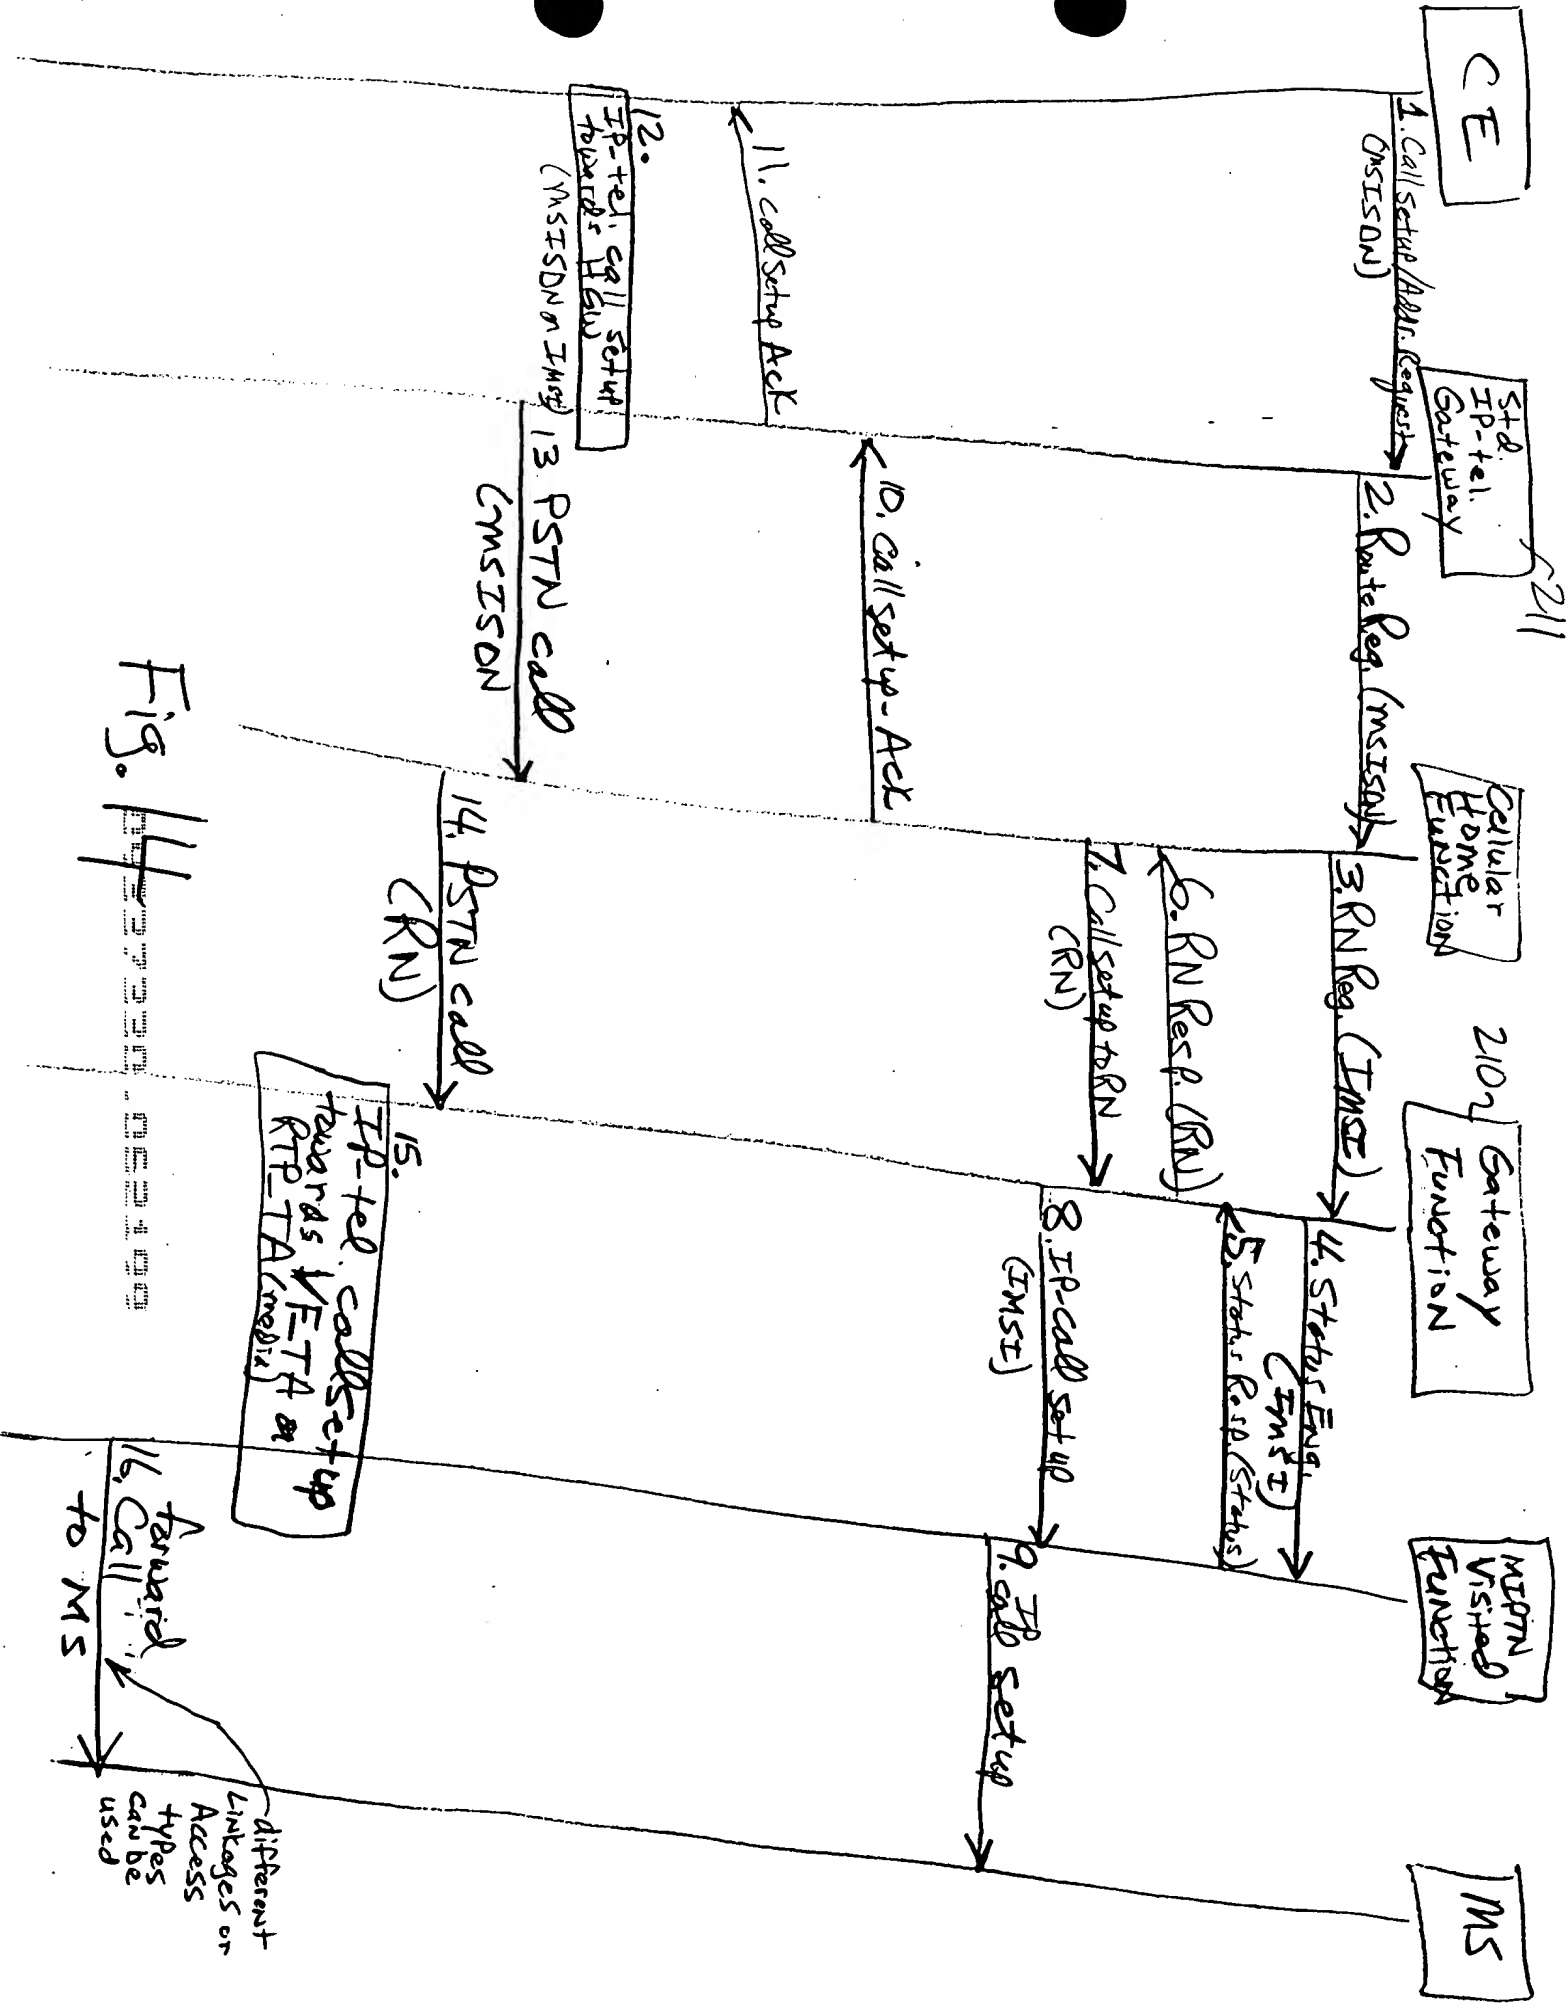 CE
Std.
IP-tel.
Gateway
211
Cellular
Home
Function
210
Gateway
Function
MIPTN
Visited
Function
MS
1. Call setup/Addr. Request
(MSISDN)
2. Route Req. (MSISDN)
3. RN Req. (IMSI)
4. Status Enq.
(IMSI)
5. Status Resp. (Status)
6. RN Resp. (RN)
7. Call setup to RN
(RN)
8. IP-call setup
(IMSI)
9. IP
call setup
10. call setup-Ack
11. call setup Ack
12.
IP-tel. call setup
towards HGW
(MSISDN or IMSI)
13 PSTN call
(MSISDN
14. PSTN call
(RN)
15.
IP-tel. call set-up
towards VF-TA or
RTP-TA (media)
16. forward
Call
to MS
different
Linkages or
Access
types
can be
used
Fig. 14